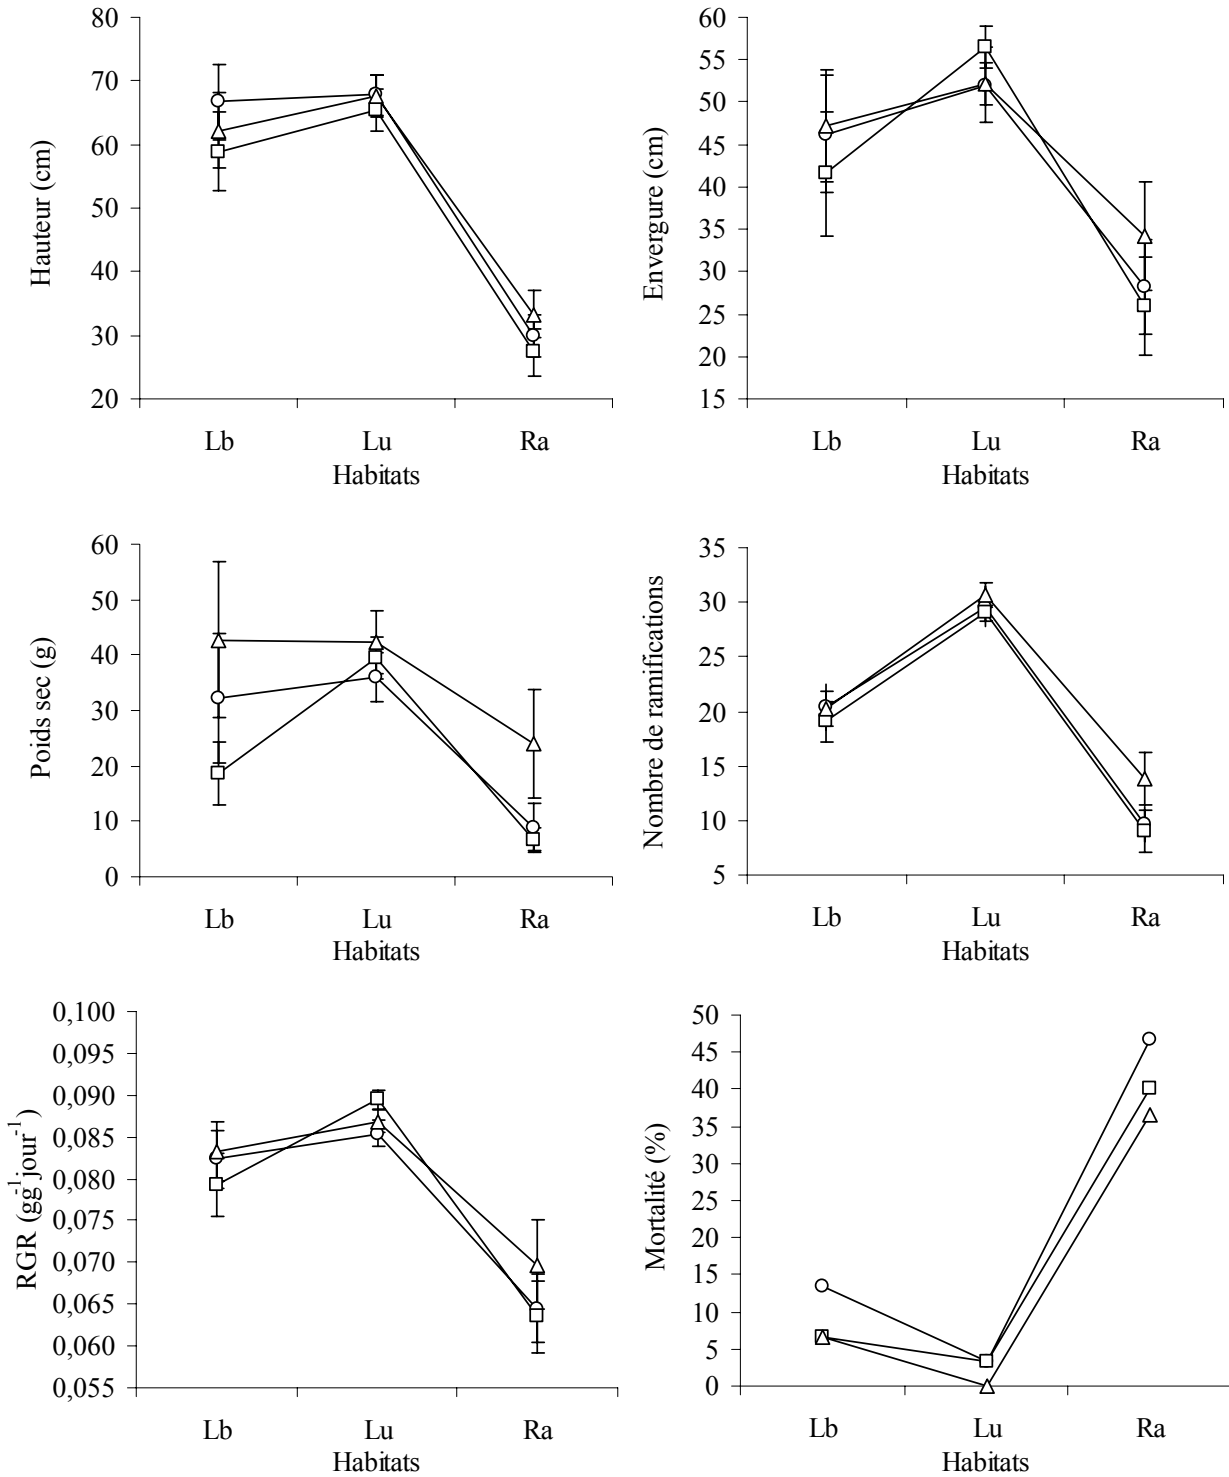 Hauteur (cm)
80
70
60
50
40
30
20
Lb Lu Ra
Habitats
Envergure (cm)
60
55
50
45
40
35
30
25
20
15
Lb Lu Ra
Habitats
Poids sec (g)
60
50
40
30
20
10
0
Lb Lu Ra
Habitats
Nombre de ramifications
35
30
25
20
15
10
5
Lb Lu Ra
Habitats
RGR (gg⁻¹jour⁻¹)
0,100
0,095
0,090
0,085
0,080
0,075
0,070
0,065
0,060
0,055
Lb Lu Ra
Habitats
Mortalité (%)
50
45
40
35
30
25
20
15
10
5
0
Lb Lu Ra
Habitats